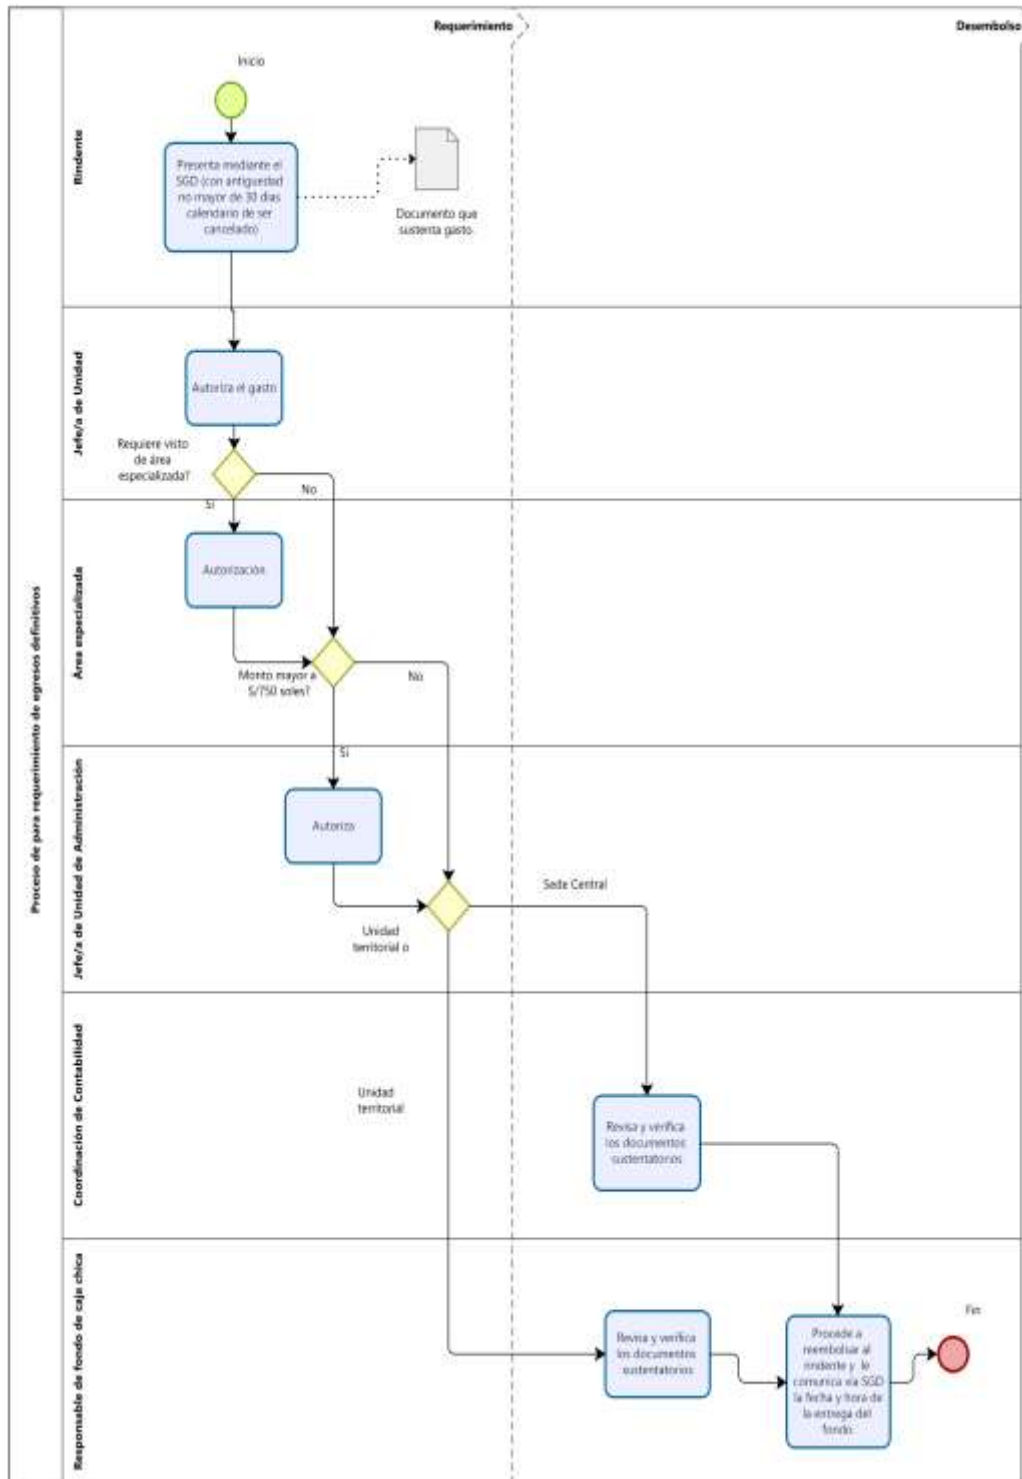 Proceso de para requerimiento de egresos definitivos
Requerimiento
Desembolso
Rindente
Inicio
Presenta mediante el
SGD (con antiguedad
no mayor de 30 dias
calendario de ser
cancelado)
Documento que
sustenta gasto
Jefe/a de Unidad
Autoriza el gasto
Requiere visto
de área
especializada?
No
Si
Área especializada
Autorización
Monto mayor a
S/750 soles?
No
Si
Jefe/a de Unidad de Administración
Autoriza
Unidad
territorial o
Sede Central
Coordinación de Contabilidad
Unidad
territorial
Revisa y verifica
los documentos
sustentatorios
Responsable de fondo de caja chica
Revisa y verifica
los documentos
sustentatorios
Procede a
reembolsar al
rindente y le
comunica via SGD
la fecha y hora de
la entrega del
fondo.
Fin